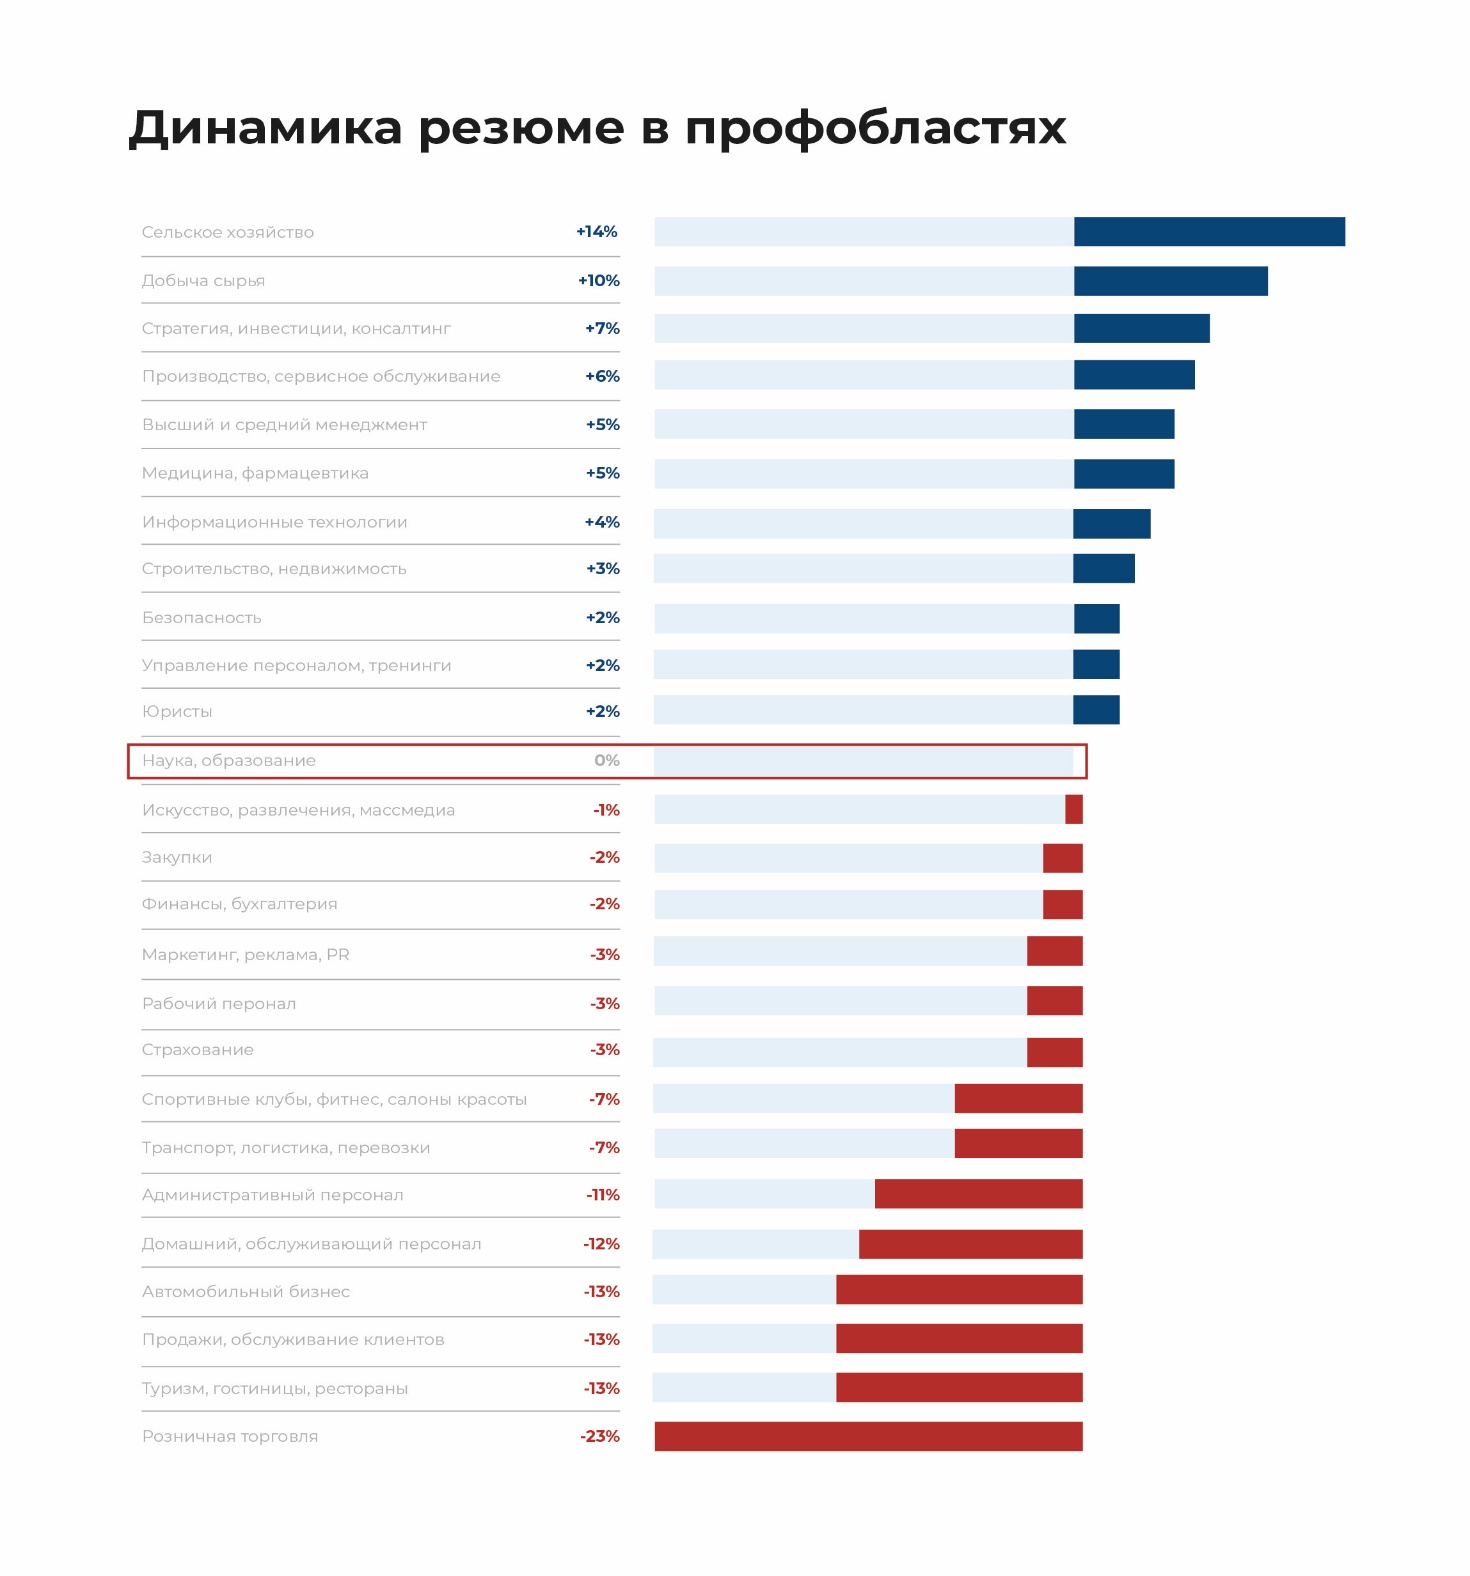 Динамика резюме в профобластях
Сельское хозяйство +14%
Добыча сырья +10%
Стратегия, инвестиции, консалтинг +7%
Производство, сервисное обслуживание +6%
Высший и средний менеджмент +5%
Медицина, фармацевтика +5%
Информационные технологии +4%
Строительство, недвижимость +3%
Безопасность +2%
Управление персоналом, тренинги +2%
Юристы +2%
Наука, образование 0%
Искусство, развлечения, массмедиа -1%
Закупки -2%
Финансы, бухгалтерия -2%
Маркетинг, реклама, PR -3%
Рабочий перонал -3%
Страхование -3%
Спортивные клубы, фитнес, салоны красоты -7%
Транспорт, логистика, перевозки -7%
Административный персонал -11%
Домашний, обслуживающий персонал -12%
Автомобильный бизнес -13%
Продажи, обслуживание клиентов -13%
Туризм, гостиницы, рестораны -13%
Розничная торговля -23%